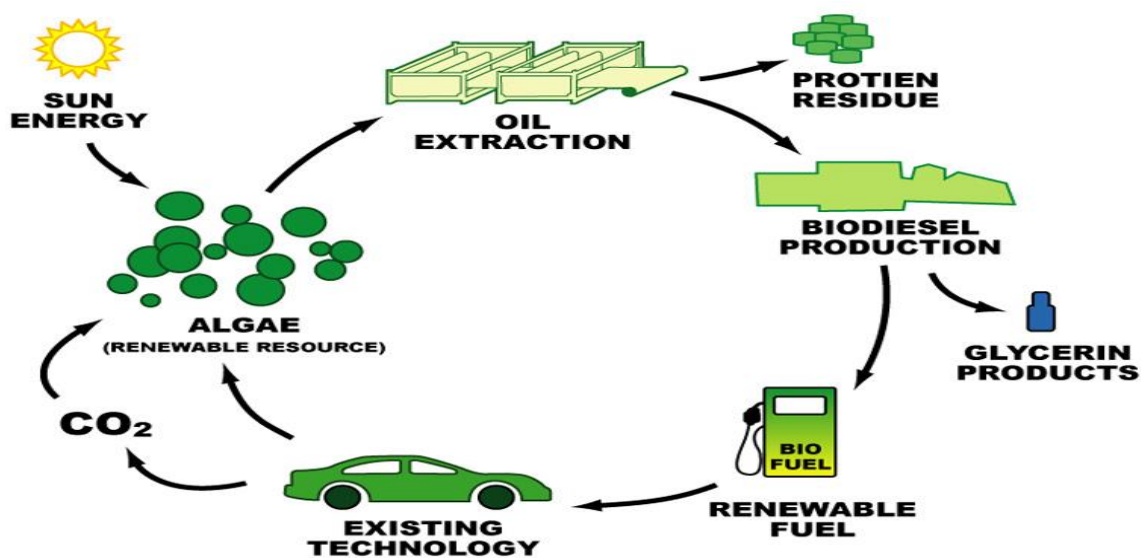 SUN
ENERGY
OIL
EXTRACTION
PROTIEN
RESIDUE
BIODIESEL
PRODUCTION
GLYCERIN
PRODUCTS
BIO
FUEL
RENEWABLE
FUEL
EXISTING
TECHNOLOGY
CO₂
ALGAE
(RENEWABLE RESOURCE)